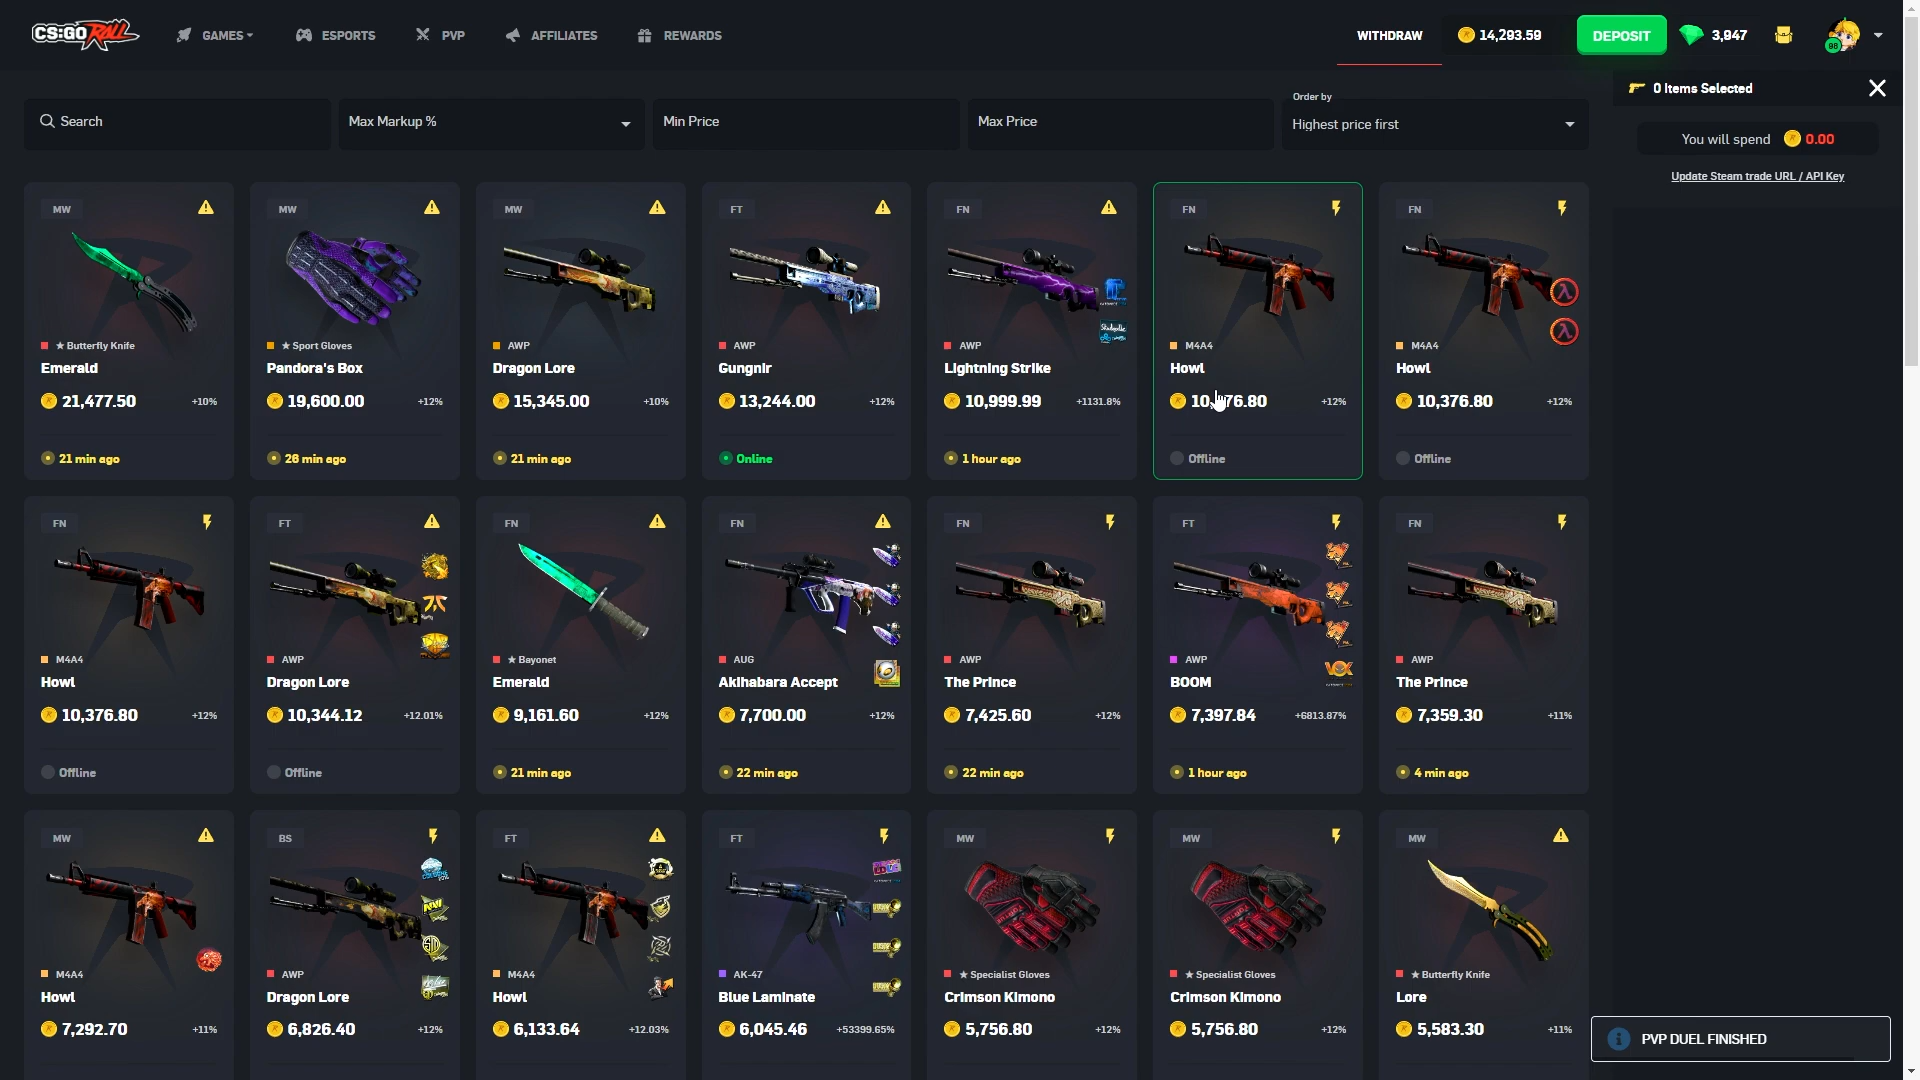 CS:GO ROLL
GAMES
ESPORTS
PVP
AFFILIATES
REWARDS
WITHDRAW
14,293.59
DEPOSIT
3,947
98
Search
Max Markup %
Min Price
Max Price
Order by
Highest price first
0 Items Selected
You will spend 0.00
Update Steam trade URL / API Key
MW
★ Butterfly Knife
Emerald
21,477.50 +10%
21 min ago
MW
★ Sport Gloves
Pandora's Box
19,600.00 +12%
26 min ago
MW
AWP
Dragon Lore
15,345.00 +10%
21 min ago
FT
AWP
Gungnir
13,244.00 +12%
Online
FN
AWP
Lightning Strike
10,999.99 +1131.8%
1 hour ago
FN
M4A4
Howl
10,376.80 +12%
Offline
FN
M4A4
Howl
10,376.80 +12%
Offline
FN
M4A4
Howl
10,376.80 +12%
Offline
FT
AWP
Dragon Lore
10,344.12 +12.01%
Offline
FN
★ Bayonet
Emerald
9,161.60 +12%
21 min ago
FN
AUG
Akihabara Accept
7,700.00 +12%
22 min ago
FN
AWP
The Prince
7,425.60 +12%
22 min ago
FT
AWP
BOOM
7,397.84 +6813.87%
1 hour ago
FN
AWP
The Prince
7,359.30 +11%
4 min ago
MW
M4A4
Howl
7,292.70 +11%
BS
AWP
Dragon Lore
6,826.40 +12%
FT
M4A4
Howl
6,133.64 +12.03%
FT
AK-47
Blue Laminate
6,045.46 +53399.65%
MW
★ Specialist Gloves
Crimson Kimono
5,756.80 +12%
MW
★ Specialist Gloves
Crimson Kimono
5,756.80 +12%
MW
★ Butterfly Knife
Lore
5,583.30 +11%
PVP DUEL FINISHED